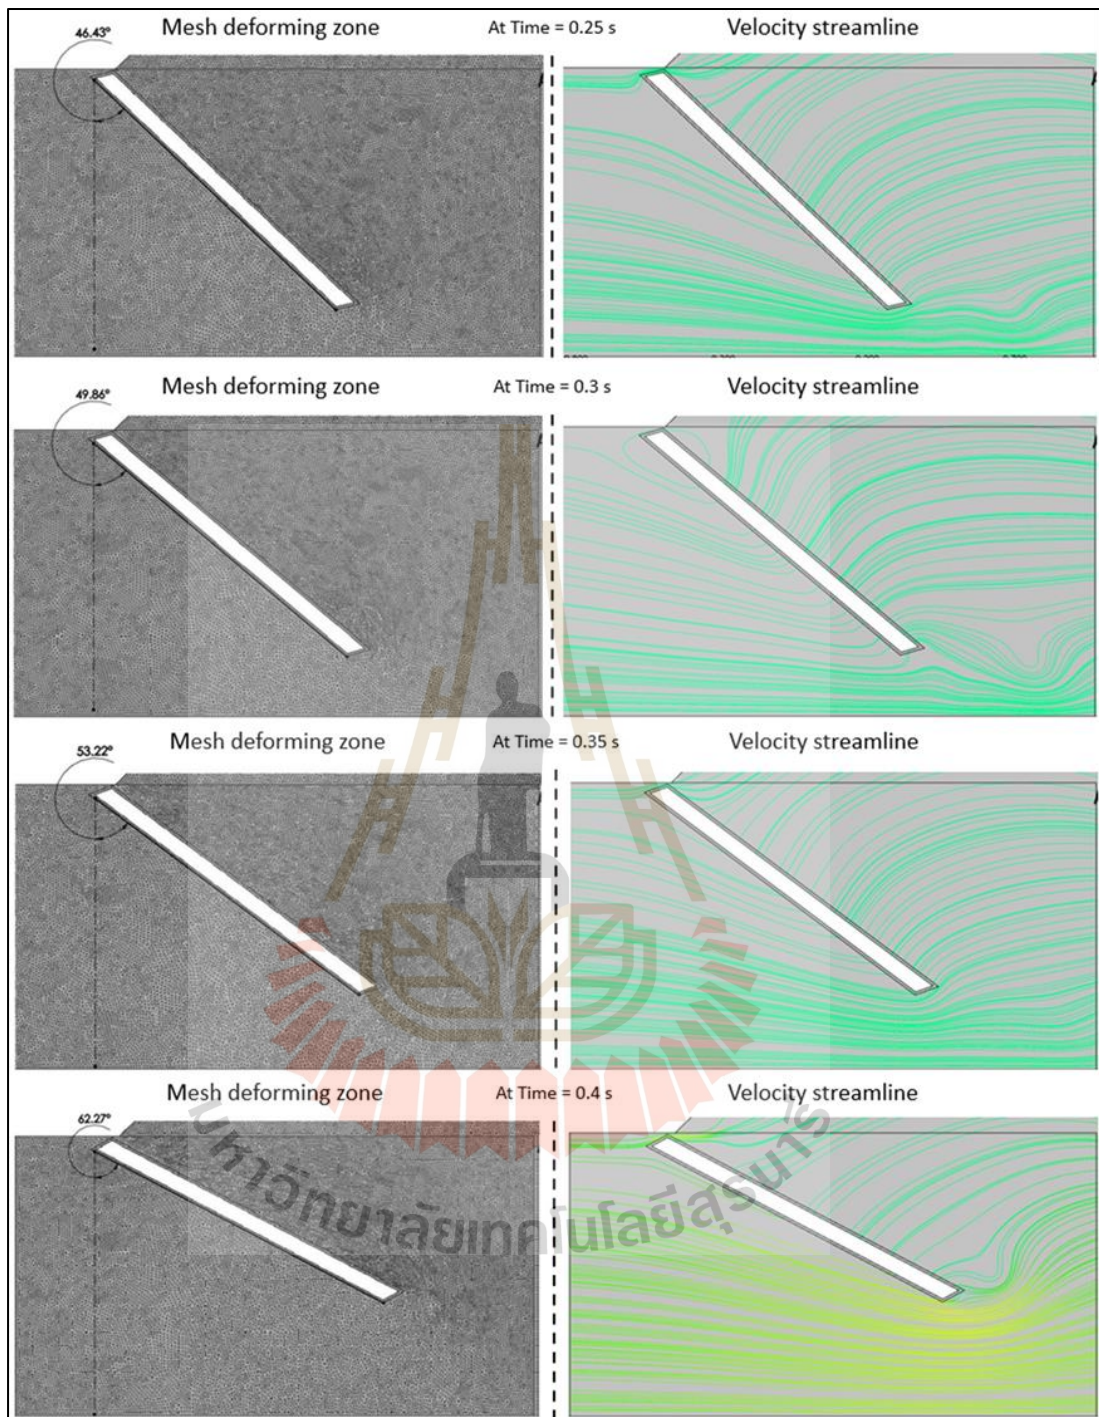 Mesh deforming zone At Time = 0.25 s Velocity streamline
46.43°
Mesh deforming zone At Time = 0.3 s Velocity streamline
49.86°
Mesh deforming zone At Time = 0.35 s Velocity streamline
53.22°
Mesh deforming zone At Time = 0.4 s Velocity streamline
62.27°
มหาวิทยาลัยเทคโนโลยีสุรนารี